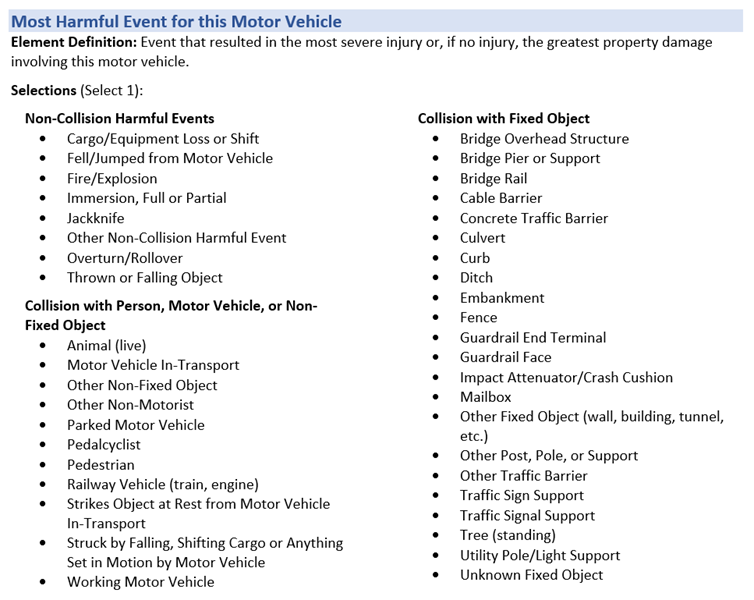 Most Harmful Event for this Motor Vehicle
Element Definition: Event that resulted in the most severe injury or, if no injury, the greatest property damage
involving this motor vehicle.
Selections (Select 1):
Non-Collision Harmful Events
• Cargo/Equipment Loss or Shift
• Fell/Jumped from Motor Vehicle
• Fire/Explosion
• Immersion, Full or Partial
• Jackknife
• Other Non-Collision Harmful Event
• Overturn/Rollover
• Thrown or Falling Object
Collision with Person, Motor Vehicle, or Non-
Fixed Object
• Animal (live)
• Motor Vehicle In-Transport
• Other Non-Fixed Object
• Other Non-Motorist
• Parked Motor Vehicle
• Pedalcyclist
• Pedestrian
• Railway Vehicle (train, engine)
• Strikes Object at Rest from Motor Vehicle
In-Transport
• Struck by Falling, Shifting Cargo or Anything
Set in Motion by Motor Vehicle
• Working Motor Vehicle
Collision with Fixed Object
• Bridge Overhead Structure
• Bridge Pier or Support
• Bridge Rail
• Cable Barrier
• Concrete Traffic Barrier
• Culvert
• Curb
• Ditch
• Embankment
• Fence
• Guardrail End Terminal
• Guardrail Face
• Impact Attenuator/Crash Cushion
• Mailbox
• Other Fixed Object (wall, building, tunnel,
etc.)
• Other Post, Pole, or Support
• Other Traffic Barrier
• Traffic Sign Support
• Traffic Signal Support
• Tree (standing)
• Utility Pole/Light Support
• Unknown Fixed Object